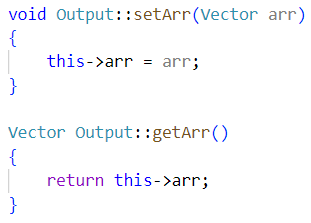 void Output::setArr(Vector arr)
{
    this->arr = arr;
}

Vector Output::getArr()
{
    return this->arr;
}